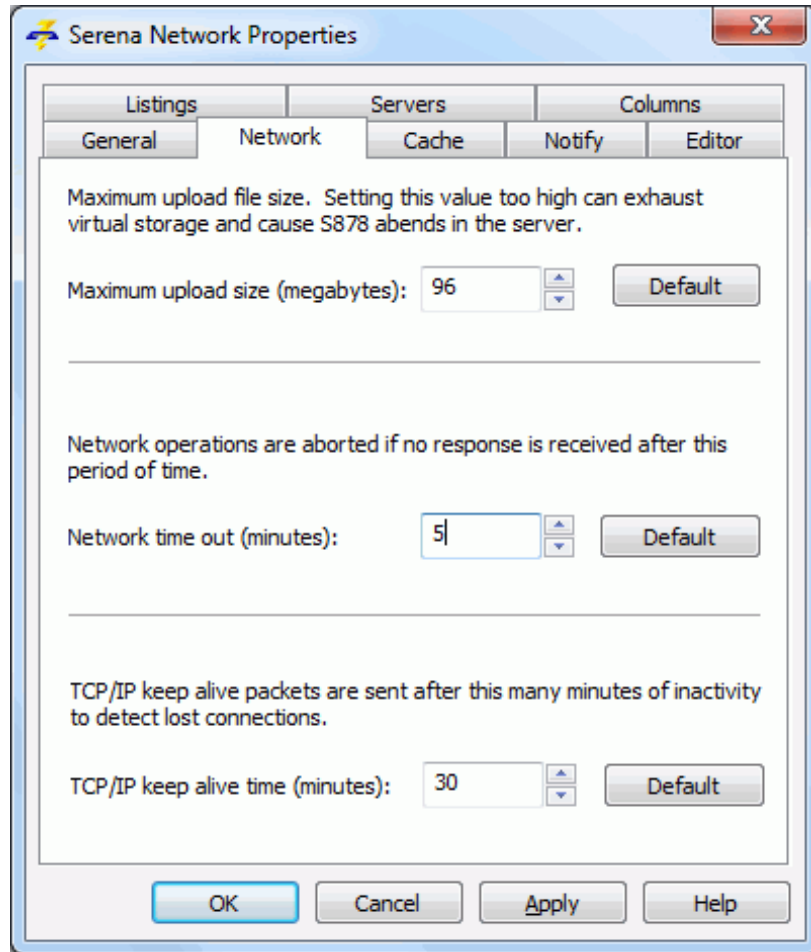 Serena Network Properties
Listings Servers Columns
General Network Cache Notify Editor
Maximum upload file size.  Setting this value too high can exhaust
virtual storage and cause S878 abends in the server.
Maximum upload size (megabytes): 96 Default
Network operations are aborted if no response is received after this
period of time.
Network time out (minutes): 5 Default
TCP/IP keep alive packets are sent after this many minutes of inactivity
to detect lost connections.
TCP/IP keep alive time (minutes): 30 Default
OK Cancel Apply Help